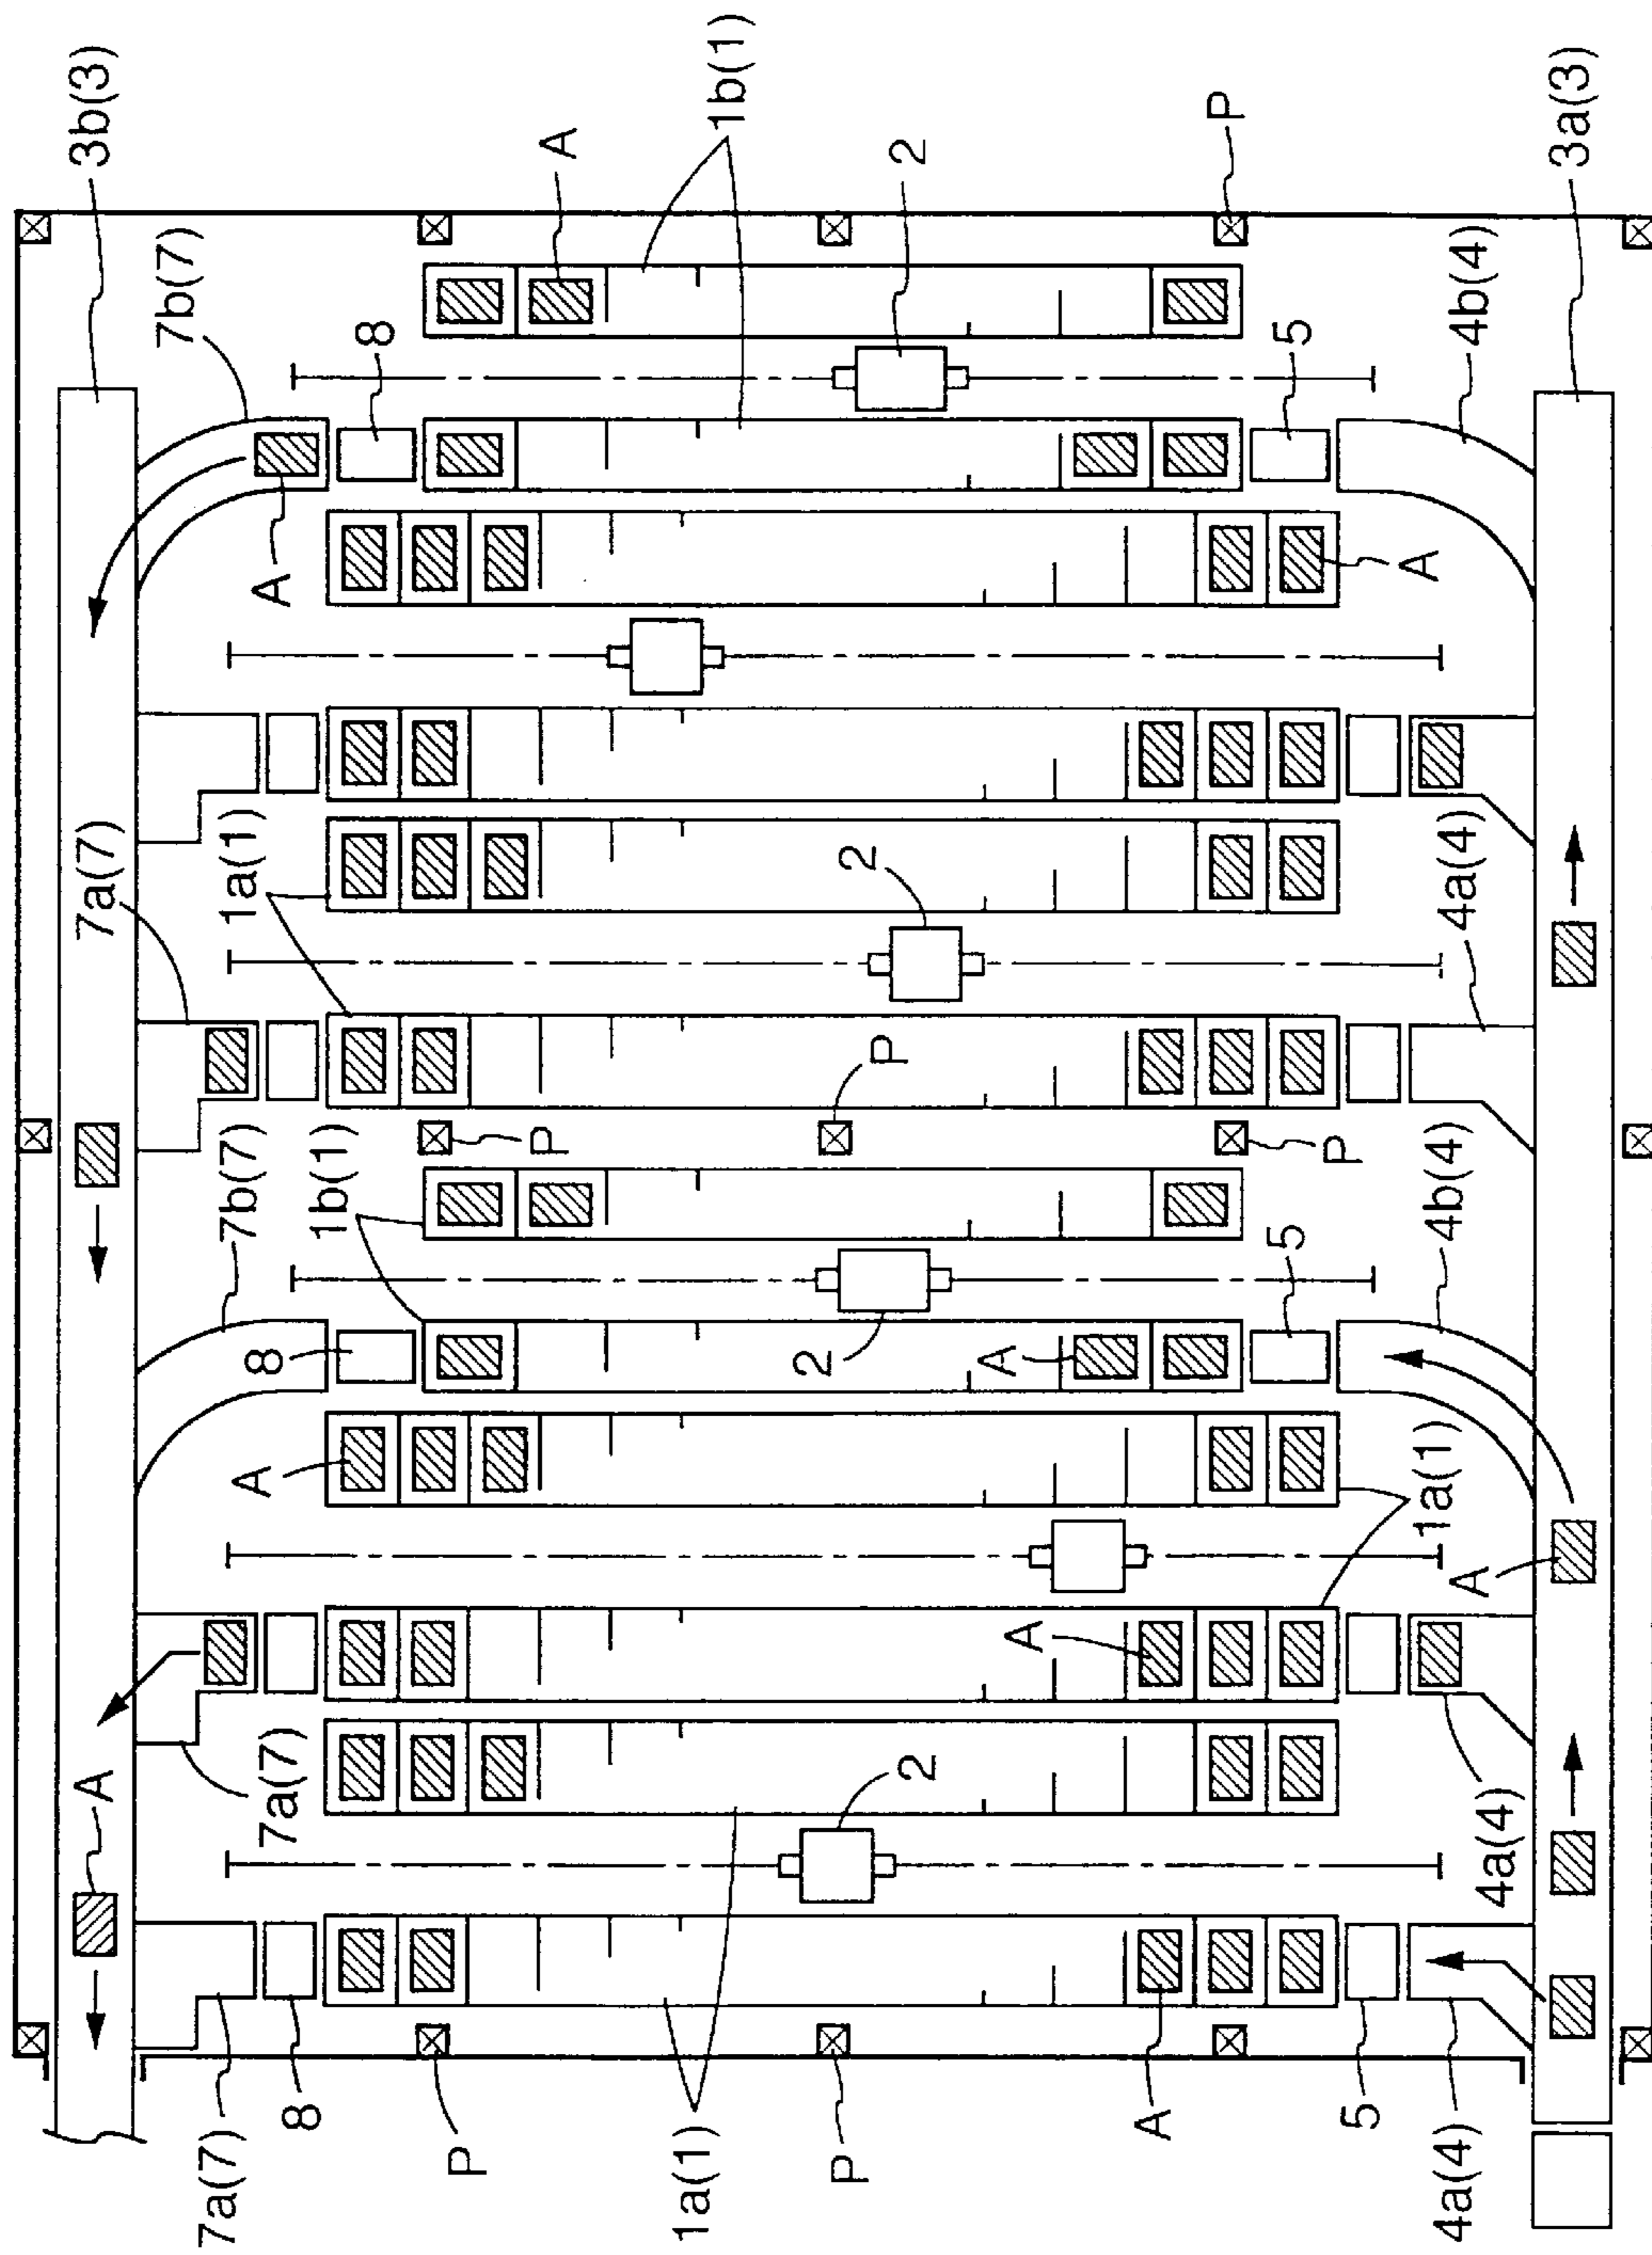 A
3b(3)
7a(7)
7b(7)
7a(7)
7b(7)
1a(1)
A
8
A
7a(7)
8
1b(1)
8
P
P
A
1a(1)
1b(1)
2
P
2
P
2
2
A
A
A
P
5
5
P
5
A
1a(1)
4b(4)
4a(4)
4a(4)
4b(4)
A
4a(4)
3a(3)